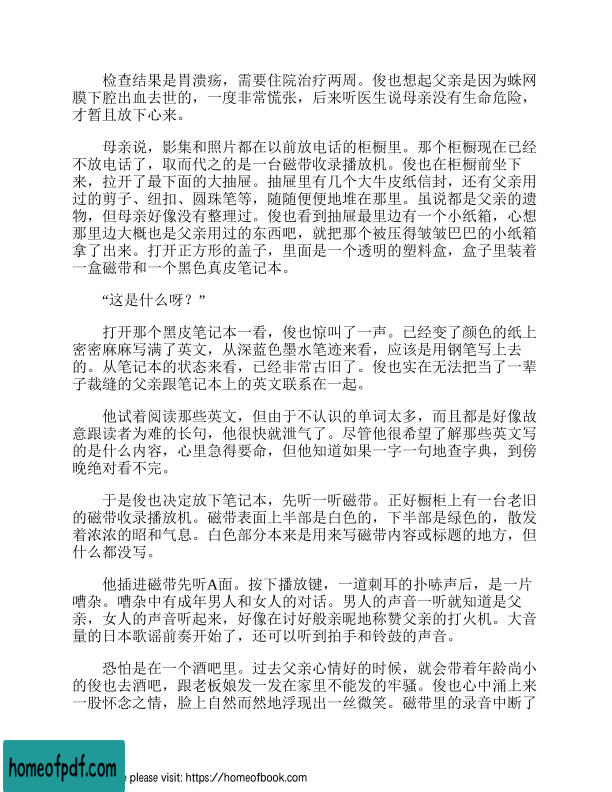 检查结果是胃溃疡，需要住院治疗两周。俊也想起父亲是因为蛛网
膜下腔出血去世的，一度非常慌张，后来听医生说母亲没有生命危险，
才暂且放下心来。
母亲说，影集和照片都在以前放电话的柜橱里。那个柜橱现在已经
不放电话了，取而代之的是一台磁带收录播放机。俊也在柜橱前坐下
来，拉开了最下面的大抽屉。抽屉里有几个大牛皮纸信封，还有父亲用
过的剪子、纽扣、圆珠笔等，随随便便地堆在那里。虽说都是父亲的遗
物，但母亲好像没有整理过。俊也看到抽屉最里边有一个小纸箱，心想
那里边大概也是父亲用过的东西吧，就把那个被压得皱皱巴巴的小纸箱
拿了出来。打开正方形的盖子，里面是一个透明的塑料盒，盒子里装着
一盒磁带和一个黑色真皮笔记本。
“这是什么呀？”
打开那个黑皮笔记本一看，俊也惊叫了一声。已经变了颜色的纸上
密密麻麻写满了英文，从深蓝色墨水笔迹来看，应该是用钢笔写上去
的。从笔记本的状态来看，已经非常古旧了。俊也实在无法把当了一辈
子裁缝的父亲跟笔记本上的英文联系在一起。
他试着阅读那些英文，但由于不认识的单词太多，而且都是好像故
意跟读者为难的长句，他很快就泄气了。尽管他很希望了解那些英文写
的是什么内容，心里急得要命，但他知道如果一字一句地查字典，到傍
晚绝对看不完。
于是俊也决定放下笔记本，先听一听磁带。正好橱柜上有一台老旧
的磁带收录播放机。磁带表面上半部是白色的，下半部是绿色的，散发
着浓浓的昭和气息。白色部分本来是用来写磁带内容或标题的地方，但
什么都没写。
他插进磁带先听A面。按下播放键，一道刺耳的扑哧声后，是一片
嘈杂。嘈杂中有成年男人和女人的对话。男人的声音一听就知道是父
亲，女人的声音听起来，好像在讨好般亲昵地称赞父亲的打火机。大音
量的日本歌谣前奏开始了，还可以听到拍手和铃鼓的声音。
恐怕是在一个酒吧里。过去父亲心情好的时候，就会带着年龄尚小
的俊也去酒吧，跟老板娘发一发在家里不能发的牢骚。俊也心中涌上来
一股怀念之情，脸上自然而然地浮现出一丝微笑。磁带里的录音中断了
homeofpdf.com
e please visit: https://homeofbook.com